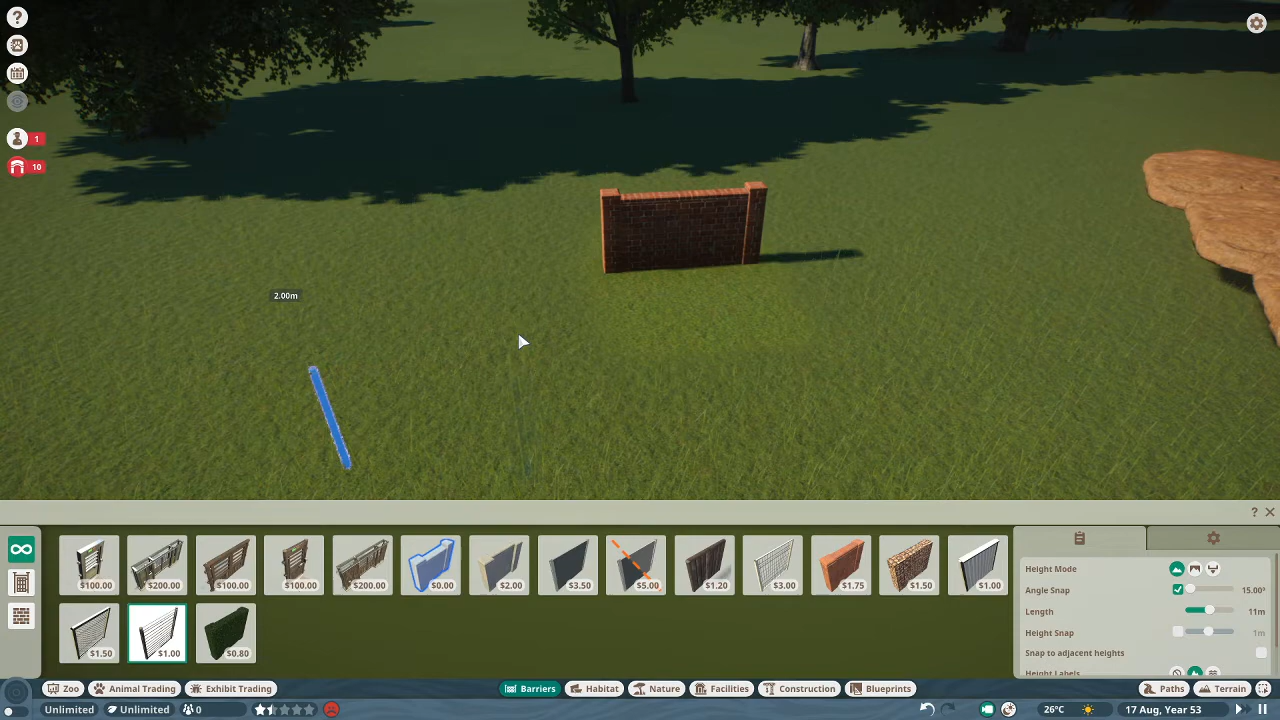 ?
1
10
2.00m
?
$100.00 $200.00 $100.00 $100.00 $200.00 $0.00 $2.00 $3.50 $5.00 $1.20 $3.00 $1.75 $1.50 $1.00
$1.50 $1.00 $0.80
Height Mode
Angle Snap 15.00°
Length 11m
Height Snap 1m
Snap to adjacent heights
Height Labels
Zoo Animal Trading Exhibit Trading Barriers Habitat Nature Facilities Construction Blueprints Paths Terrain
Unlimited Unlimited 0 26°C 17 Aug, Year 53